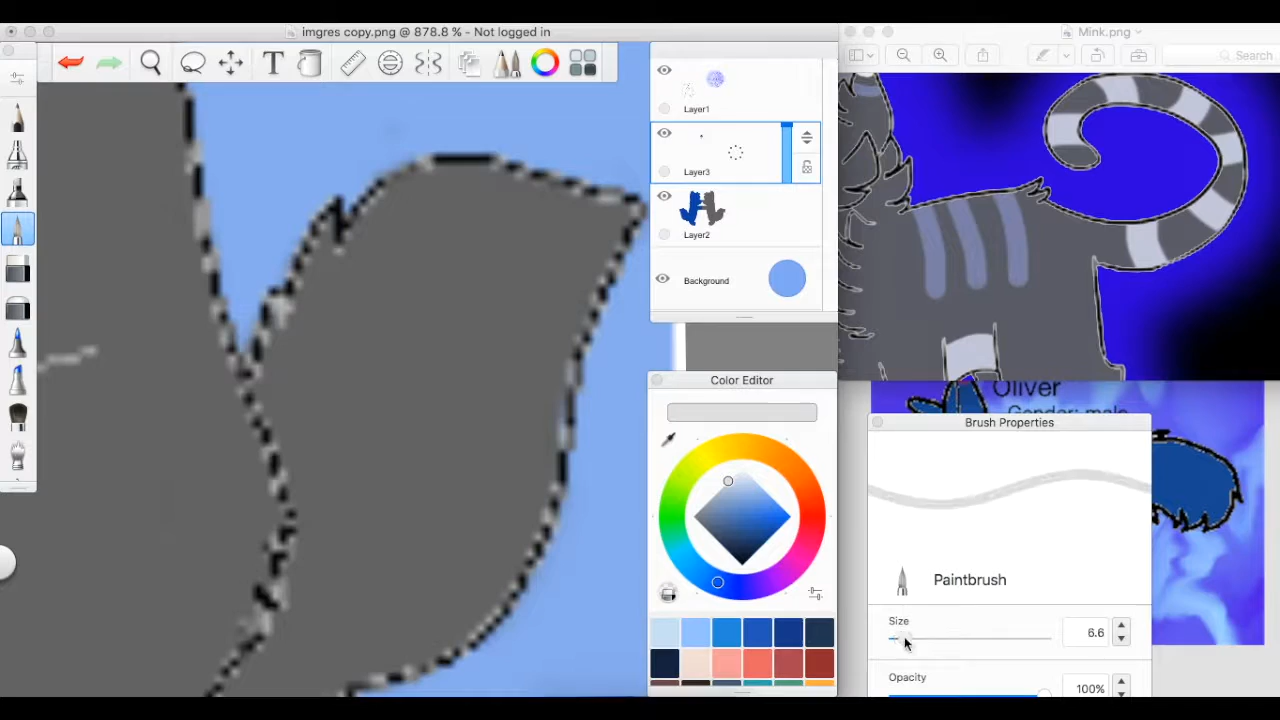 imgres copy.png @ 878.8 % - Not logged in
Mink.png
Search
T
Layer1
Layer3
Layer2
Background
Color Editor
Oliver
Gender: male
Brush Properties
Paintbrush
Size
6.6
Opacity
100%